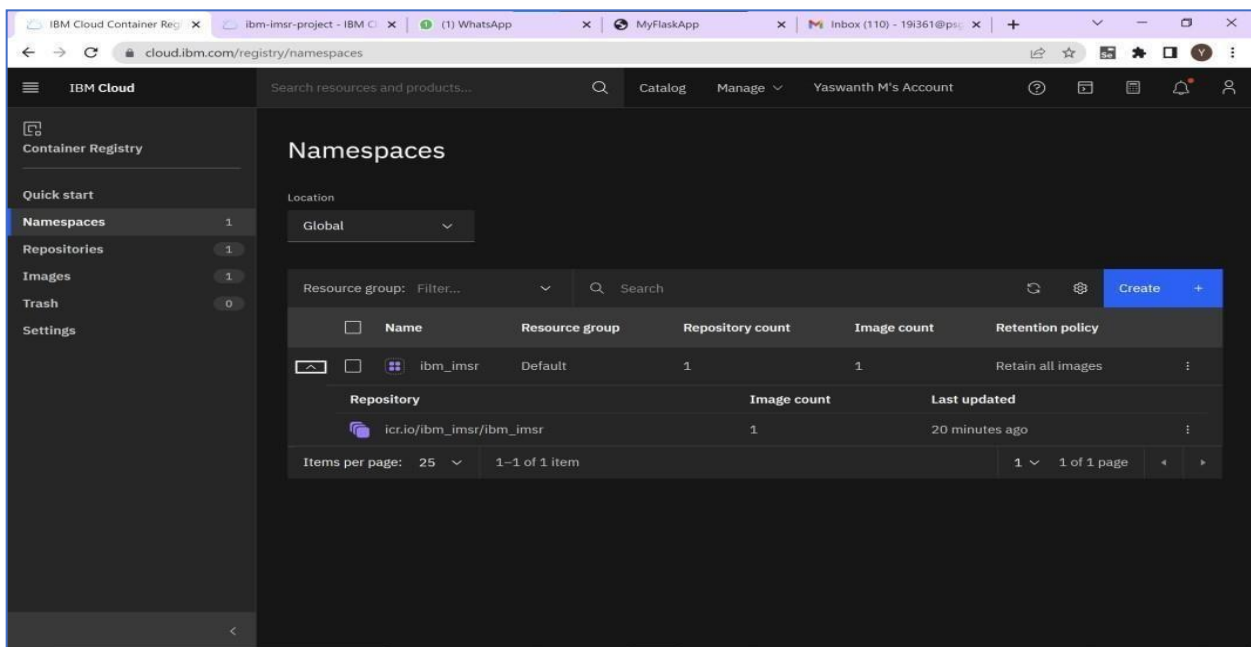 IBM Cloud Container Reg
ibm-imsr-project - IBM C
(1) WhatsApp
MyFlaskApp
Inbox (110) - 19i361@psg
cloud.ibm.com/registry/namespaces
Se
Y
IBM Cloud
Search resources and products...
Catalog
Manage
Yaswanth M's Account
Container Registry
Quick start
Namespaces 1
Repositories 1
Images 1
Trash 0
Settings
Namespaces
Location
Global
Resource group: Filter...
Search
Create +
Name Resource group Repository count Image count Retention policy
ibm_imsr Default 1 1 Retain all images
Repository Image count Last updated
icr.io/ibm_imsr/ibm_imsr 1 20 minutes ago
Items per page: 25 1–1 of 1 item 1 1 of 1 page